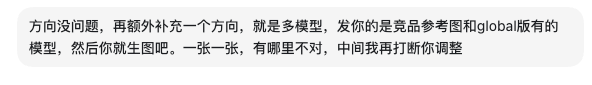 方向没问题，再额外补充一个方向，就是多模型，发你的是竞品参考图和global版有的
模型，然后你就生图吧。一张一张，有哪里不对，中间我再打断你调整